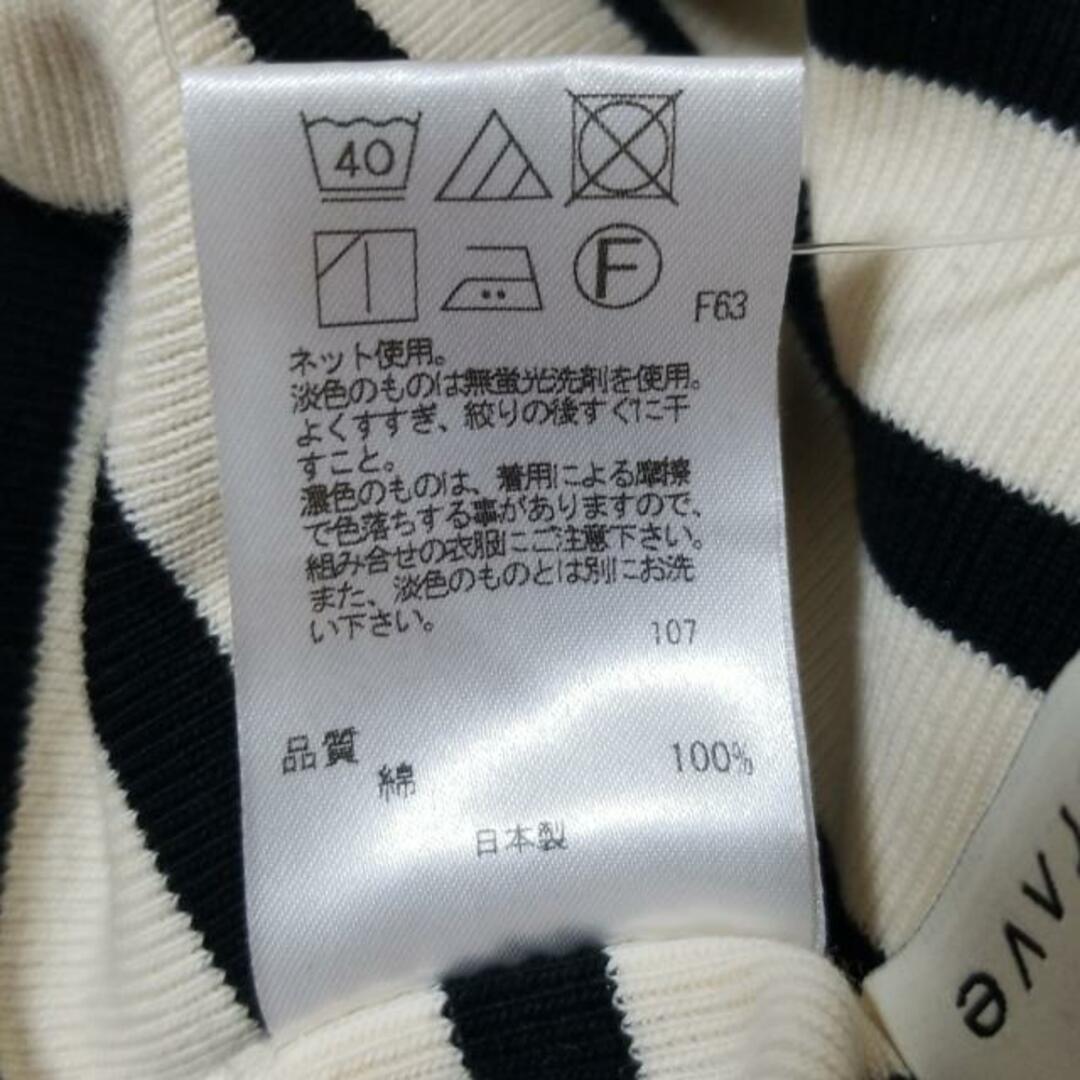 40
F
F63
ネット使用。
淡色のものは無蛍光洗剤を使用。
よくすすぎ、絞りの後すぐに干
すこと。
濃色のものは、着用による摩擦
で色落ちする事がありますので、
組み合せの衣服にご注意下さい。
また、淡色のものとは別にお洗
い下さい。
107
品質
綿 100%
日本製